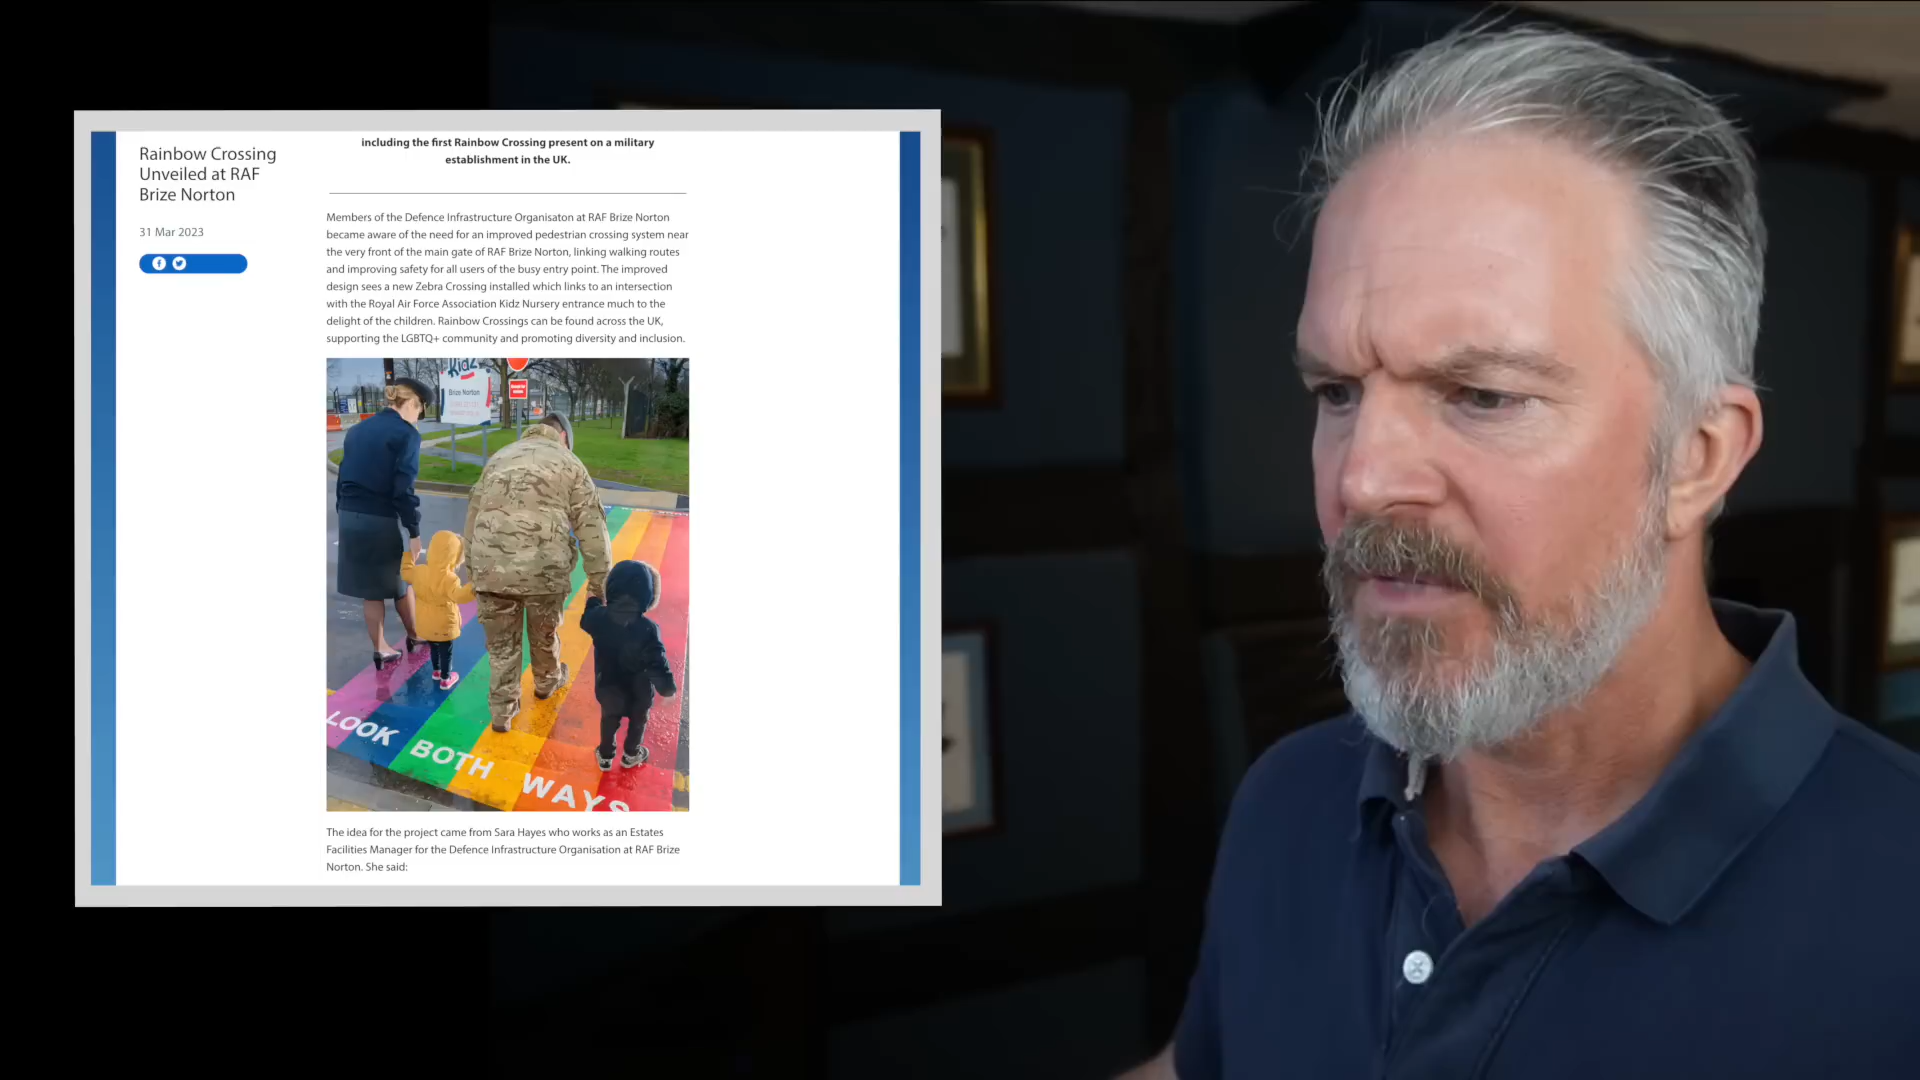 Rainbow Crossing
Unveiled at RAF
Brize Norton
31 Mar 2023
including the first Rainbow Crossing present on a military
establishment in the UK.
Members of the Defence Infrastructure Organisaton at RAF Brize Norton
became aware of the need for an improved pedestrian crossing system near
the very front of the main gate of RAF Brize Norton, linking walking routes
and improving safety for all users of the busy entry point. The improved
design sees a new Zebra Crossing installed which links to an intersection
with the Royal Air Force Association Kidz Nursery entrance much to the
delight of the children. Rainbow Crossings can be found across the UK,
supporting the LGBTQ+ community and promoting diversity and inclusion.
Kidz
Brize Norton
LOOK BOTH WAYS
The idea for the project came from Sara Hayes who works as an Estates
Facilities Manager for the Defence Infrastructure Organisation at RAF Brize
Norton. She said: